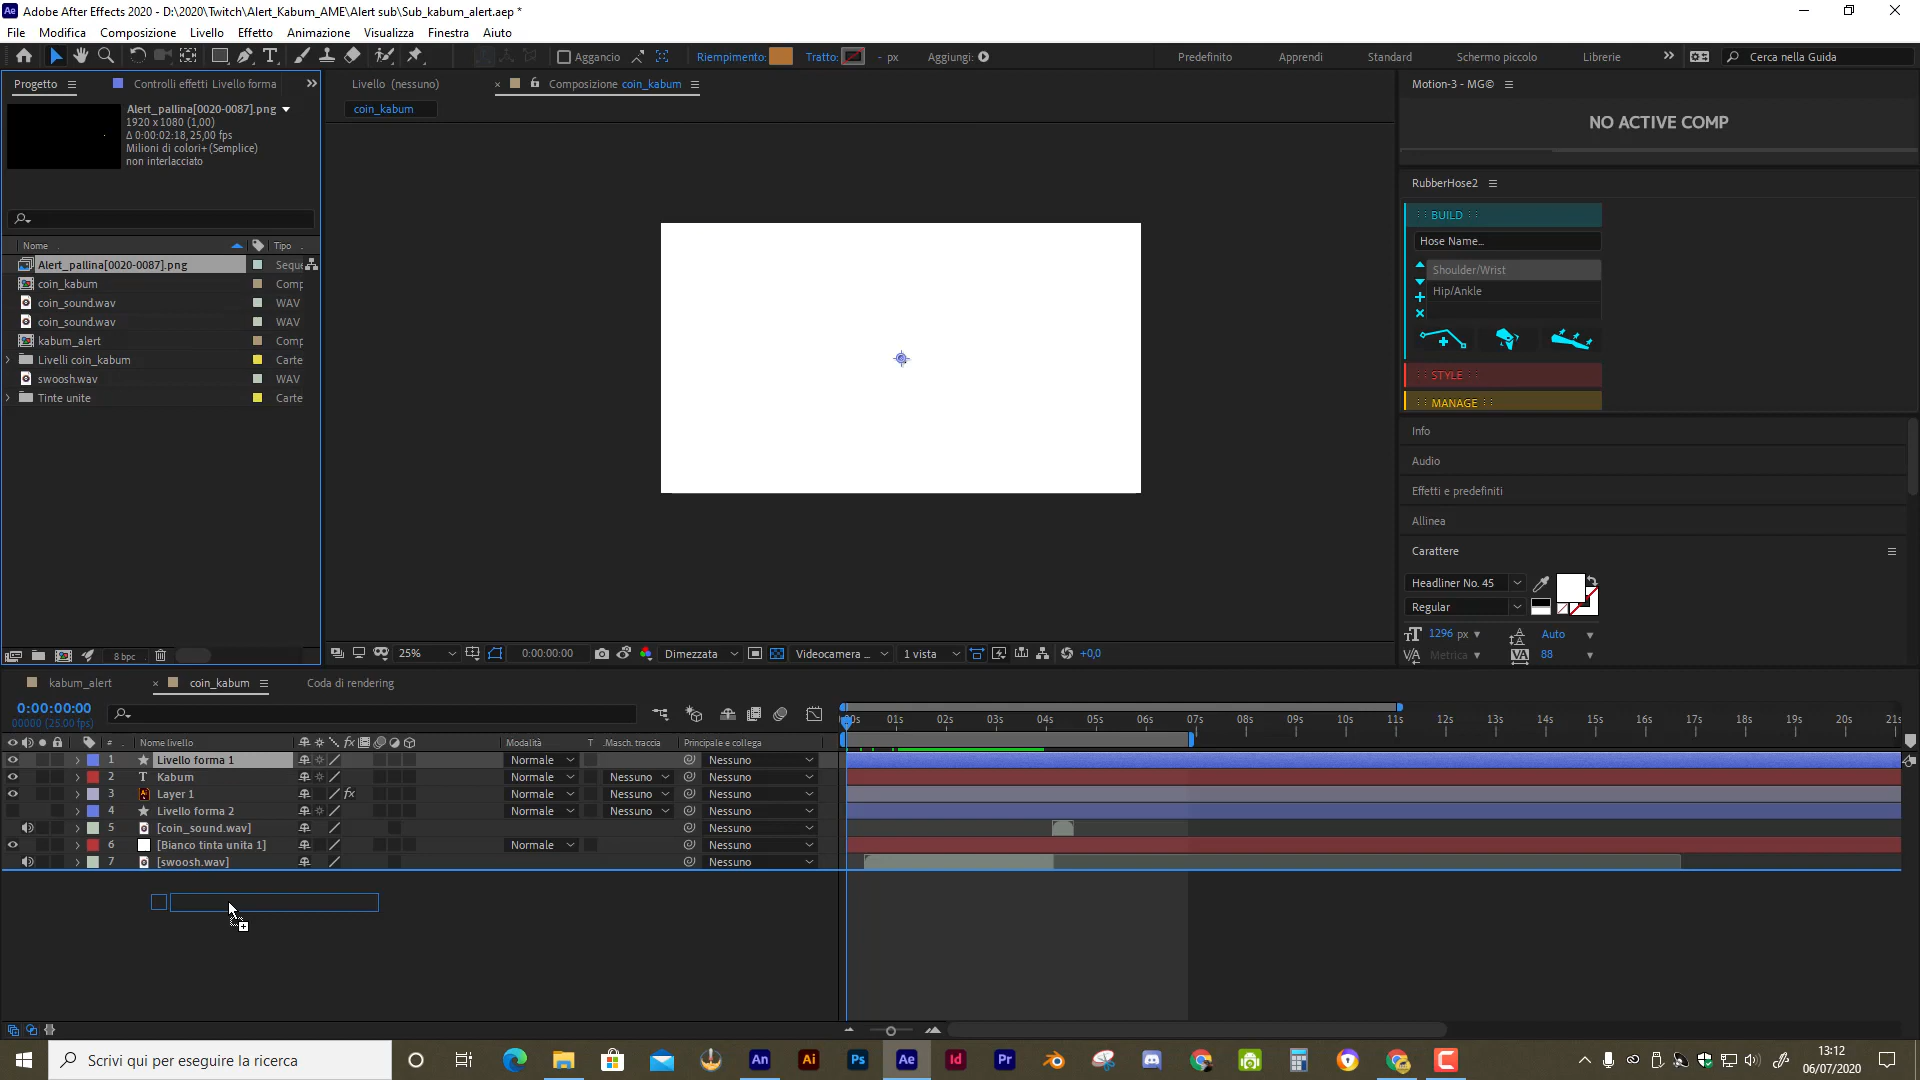 Adobe After Effects 2020 - D:\2020\Twitch\Alert_Kabum_AME\Alert sub\Sub_kabum_alert.aep *
File Modifica Composizione Livello Effetto Animazione Visualizza Finestra Aiuto
Aggancio Riempimento: Tratto: - px Aggiungi: Predefinito Apprendi Standard Schermo piccolo Librerie Cerca nella Guida
Progetto Controlli effetti Livello forma Livello (nessuno) Composizione coin_kabum Motion-3 - MG©
Alert_pallina[0020-0087].png
1920 x 1080 (1,00)
Δ 0:00:02:18, 25,00 fps
Milioni di colori+ (Semplice)
non interlacciato
coin_kabum
NO ACTIVE COMP
RubberHose2
:: BUILD ::
Hose Name...
Shoulder/Wrist
Hip/Ankle
:: STYLE ::
:: MANAGE ::
Nome Tipo
Alert_pallina[0020-0087].png Seque
coin_kabum Comp
coin_sound.wav WAV
coin_sound.wav WAV
kabum_alert Comp
Livelli coin_kabum Carte
swoosh.wav WAV
Tinte unite Carte
Info
Audio
Effetti e predefiniti
Allinea
Carattere
Headliner No. 45
Regular
1296 px Auto
Metrica 88
8 bpc 25% 0:00:00:00 Dimezzata Videocamera ... 1 vista +0,0
kabum_alert coin_kabum Coda di rendering
0:00:00:00
00000 (25.00 fps)
00s 01s 02s 03s 04s 05s 06s 07s 08s 09s 10s 11s 12s 13s 14s 15s 16s 17s 18s 19s 20s 21s
# Nome livello Modalità T .Masch. traccia Principale e collega
1 Livello forma 1 Normale Nessuno
2 Kabum Normale Nessuno Nessuno
3 Layer 1 fx Normale Nessuno Nessuno
4 Livello forma 2 Normale Nessuno Nessuno
5 [coin_sound.wav] Nessuno
6 [Bianco tinta unita 1] Normale Nessuno
7 [swoosh.wav] Nessuno
Scrivi qui per eseguire la ricerca
An Ai Ps Ae Id Pr
13:12
06/07/2020